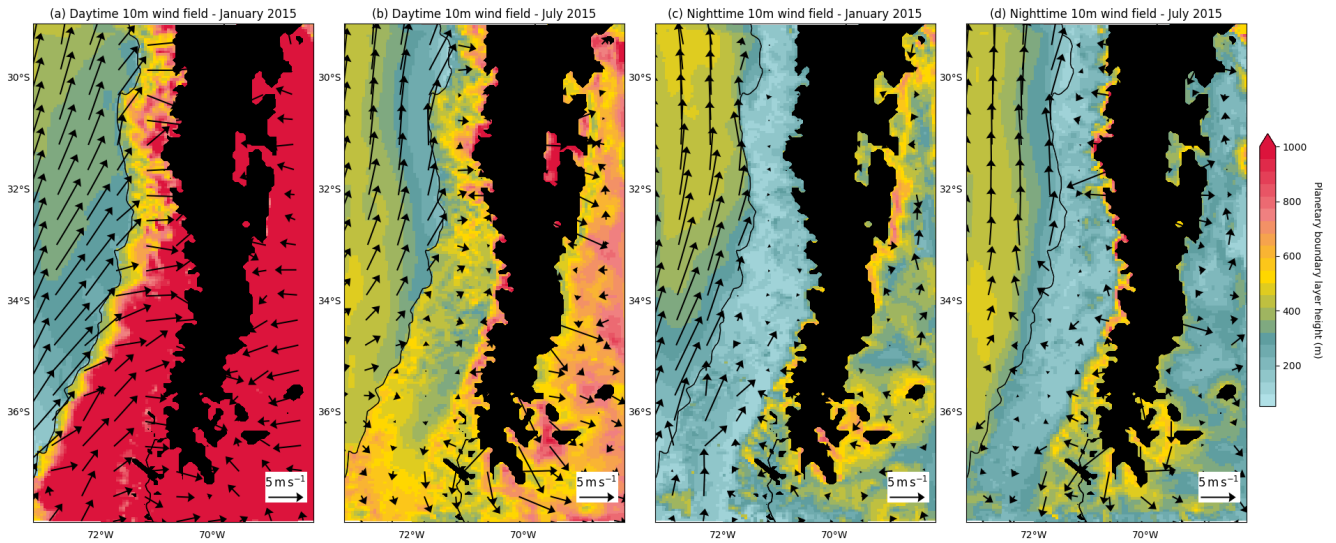 (a) Daytime 10m wind field - January 2015
(b) Daytime 10m wind field - July 2015
(c) Nighttime 10m wind field - January 2015
(d) Nighttime 10m wind field - July 2015
30°S
32°S
34°S
36°S
72°W
70°W
5 m s⁻¹
30°S
32°S
34°S
36°S
72°W
70°W
5 m s⁻¹
30°S
32°S
34°S
36°S
72°W
70°W
5 m s⁻¹
30°S
32°S
34°S
36°S
72°W
70°W
5 m s⁻¹
1000
800
600
400
200
Planetary boundary layer height (m)